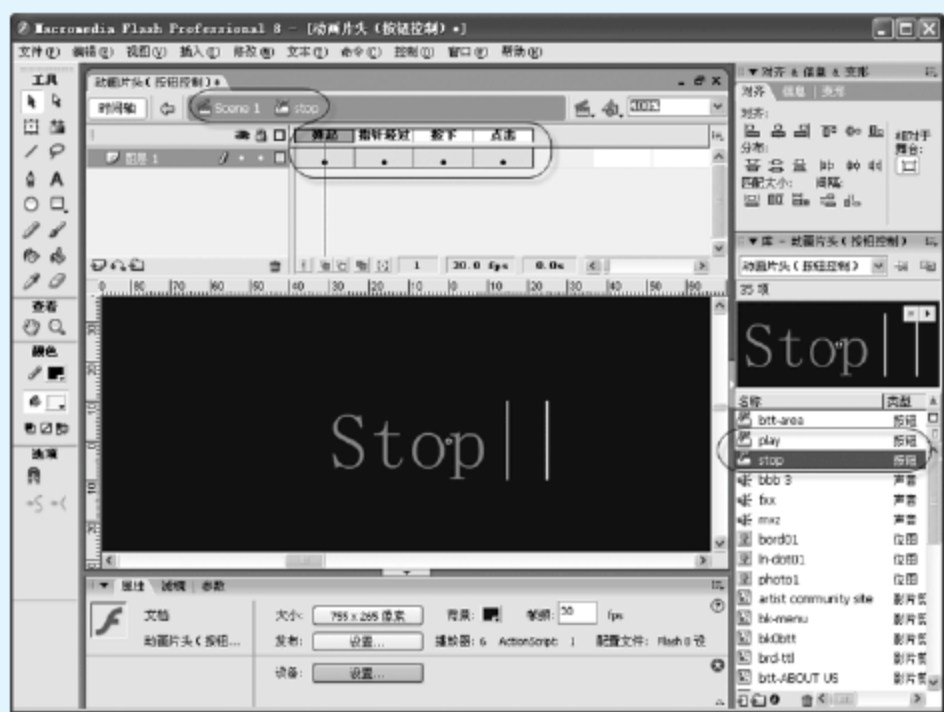 Macromedia Flash Professional 8 - [动画片头(按钮控制)*]
文件(F) 编辑(E) 视图(V) 插入(I) 修改(M) 文本(T) 命令(C) 控制(O) 窗口(W) 帮助(H)
工具
查看
颜色
选项
动画片头(按钮控制)*
时间轴 Scene 1 stop
弹起 指针经过 按下 点击
图层 1
1 30.0 fps 0.0s
Stop
属性 滤镜 参数
文档
动画片头(按钮...
大小: 755 x 265 像素 背景: 帧频: 30 fps
发布: 设置... 播放器: 6 ActionScript: 1 配置文件: Flash 8 设
设备: 设置...
对齐 & 信息 & 变形
对齐 信息 变形
对齐:
相对于
舞台:
分布:
匹配大小: 间隔:
库 - 动画片头(按钮控制)
动画片头(按钮控制)
35 项
Stop
名称 类型
btt-area 按钮
play 按钮
stop 按钮
bbb 3 声音
fxx 声音
mxz 声音
bord01 位图
ln-dot01 位图
photo1 位图
artist community site 影片剪
bk-menu 影片剪
bk0btt 影片剪
brd-ttl 影片剪
btt-ABOUT US 影片剪